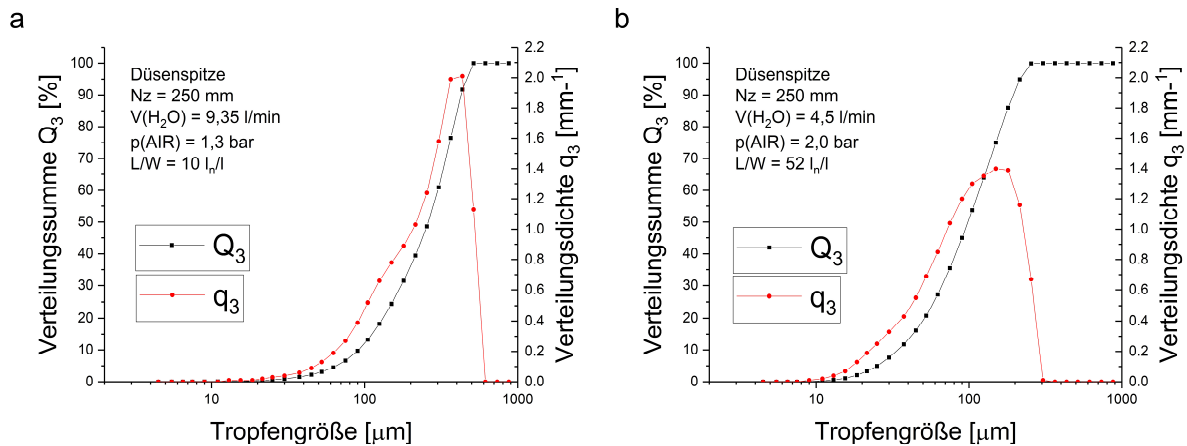 a
Verteilungssumme Q₃ [%]
100
90
80
70
60
50
40
30
20
10
0
Düsenspitze
Nz = 250 mm
V(H₂O) = 9,35 l/min
p(AIR) = 1,3 bar
L/W = 10 lₙ/l
Q₃
q₃
10
100
1000
Tropfengröße [µm]
2.2
2.0
1.8
1.6
1.4
1.2
1.0
0.8
0.6
0.4
0.2
0.0
Verteilungsdichte q₃ [mm⁻¹]
b
Verteilungssumme Q₃ [%]
100
90
80
70
60
50
40
30
20
10
0
Düsenspitze
Nz = 250 mm
V(H₂O) = 4,5 l/min
p(AIR) = 2,0 bar
L/W = 52 lₙ/l
Q₃
q₃
10
100
1000
Tropfengröße [µm]
2.2
2.0
1.8
1.6
1.4
1.2
1.0
0.8
0.6
0.4
0.2
0.0
Verteilungsdichte q₃ [mm⁻¹]